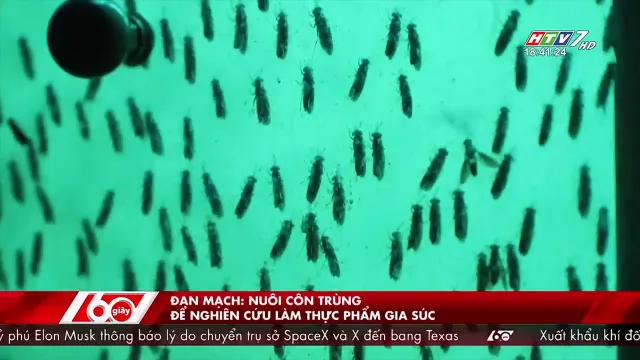 HTV7 HD
18:41:24
60 giây
ĐAN MẠCH: NUÔI CÔN TRÙNG
ĐỂ NGHIÊN CỨU LÀM THỰC PHẨM GIA SÚC
ỷ phú Elon Musk thông báo lý do chuyển trụ sở SpaceX và X đến bang Texas 60 Xuất khẩu khí đố